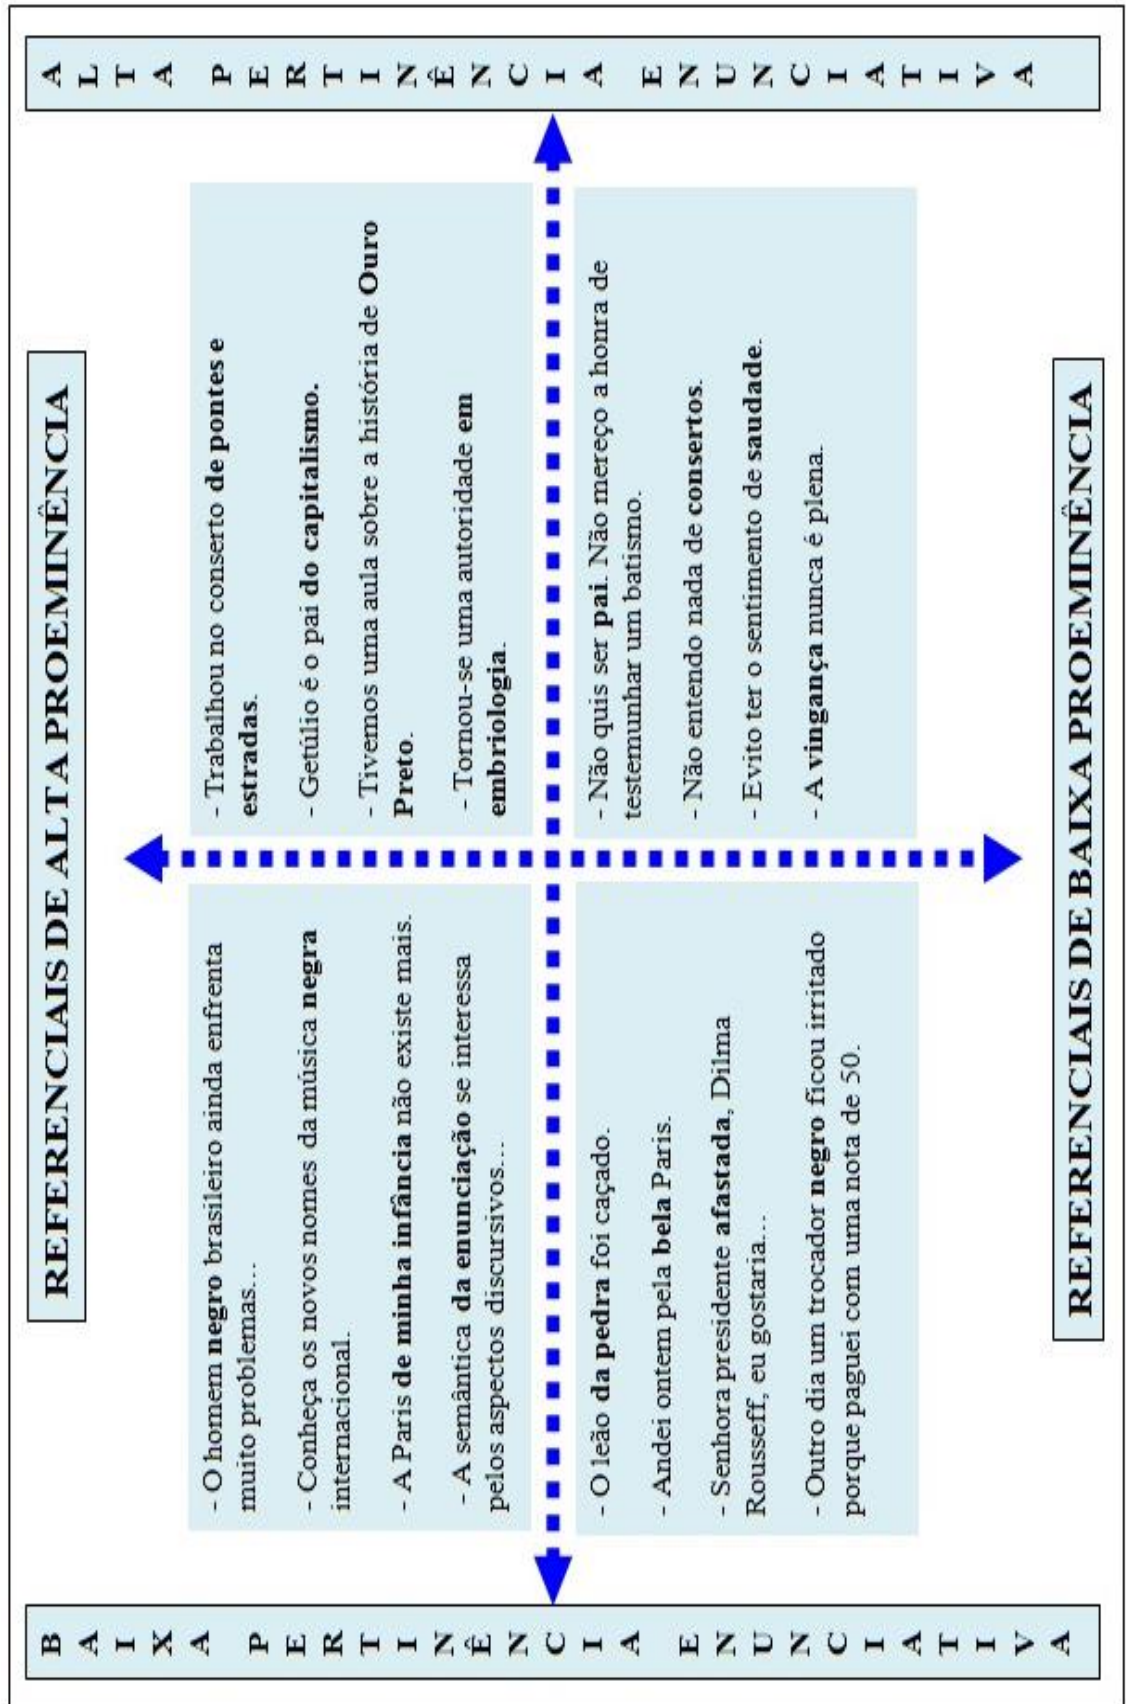 REFERENCIAIS DE ALTA PROEMINÊNCIA
BAIXA PERTINÊNCIA ENUNCIATIVA
- O homem negro brasileiro ainda enfrenta
muito problemas...
- Conheça os novos nomes da música negra
internacional.
- A Paris de minha infância não existe mais.
- A semântica da enunciação se interessa
pelos aspectos discursivos...
- Trabalhou no conserto de pontes e
estradas.
- Getúlio é o pai do capitalismo.
- Tivemos uma aula sobre a história de Ouro
Preto.
- Tornou-se uma autoridade em
embriologia.
- O leão da pedra foi caçado.
- Andei ontem pela bela Paris.
- Senhora presidente afastada, Dilma
Rousseff, eu gostaria...
- Outro dia um trocador negro ficou irritado
porque paguei com uma nota de 50.
- Não quis ser pai. Não mereço a honra de
testemunhar um batismo.
- Não entendo nada de consertos.
- Evito ter o sentimento de saudade.
- A vingança nunca é plena.
ALTA PERTINÊNCIA ENUNCIATIVA
REFERENCIAIS DE BAIXA PROEMINÊNCIA